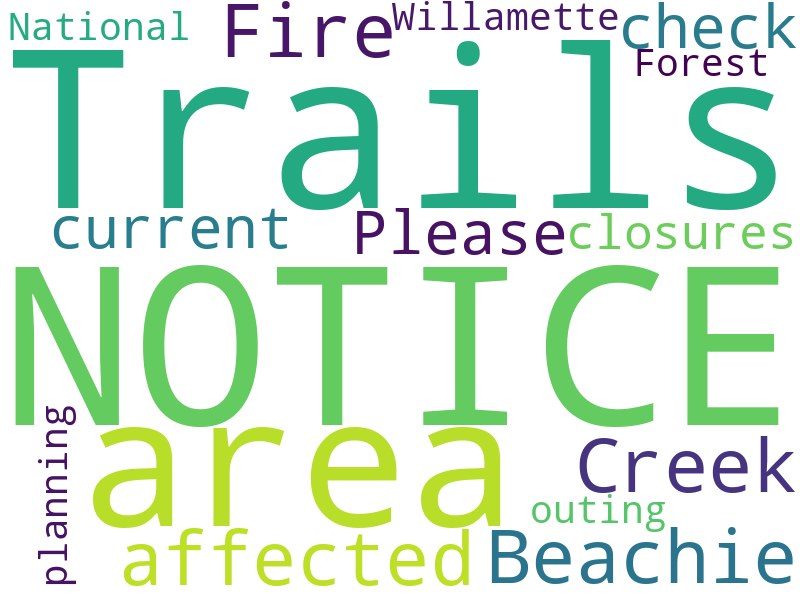 National Fire Willamette check
Forest
Trails
current Please closures
NOTICE
area
planning
Creek
outing
affected Beachie